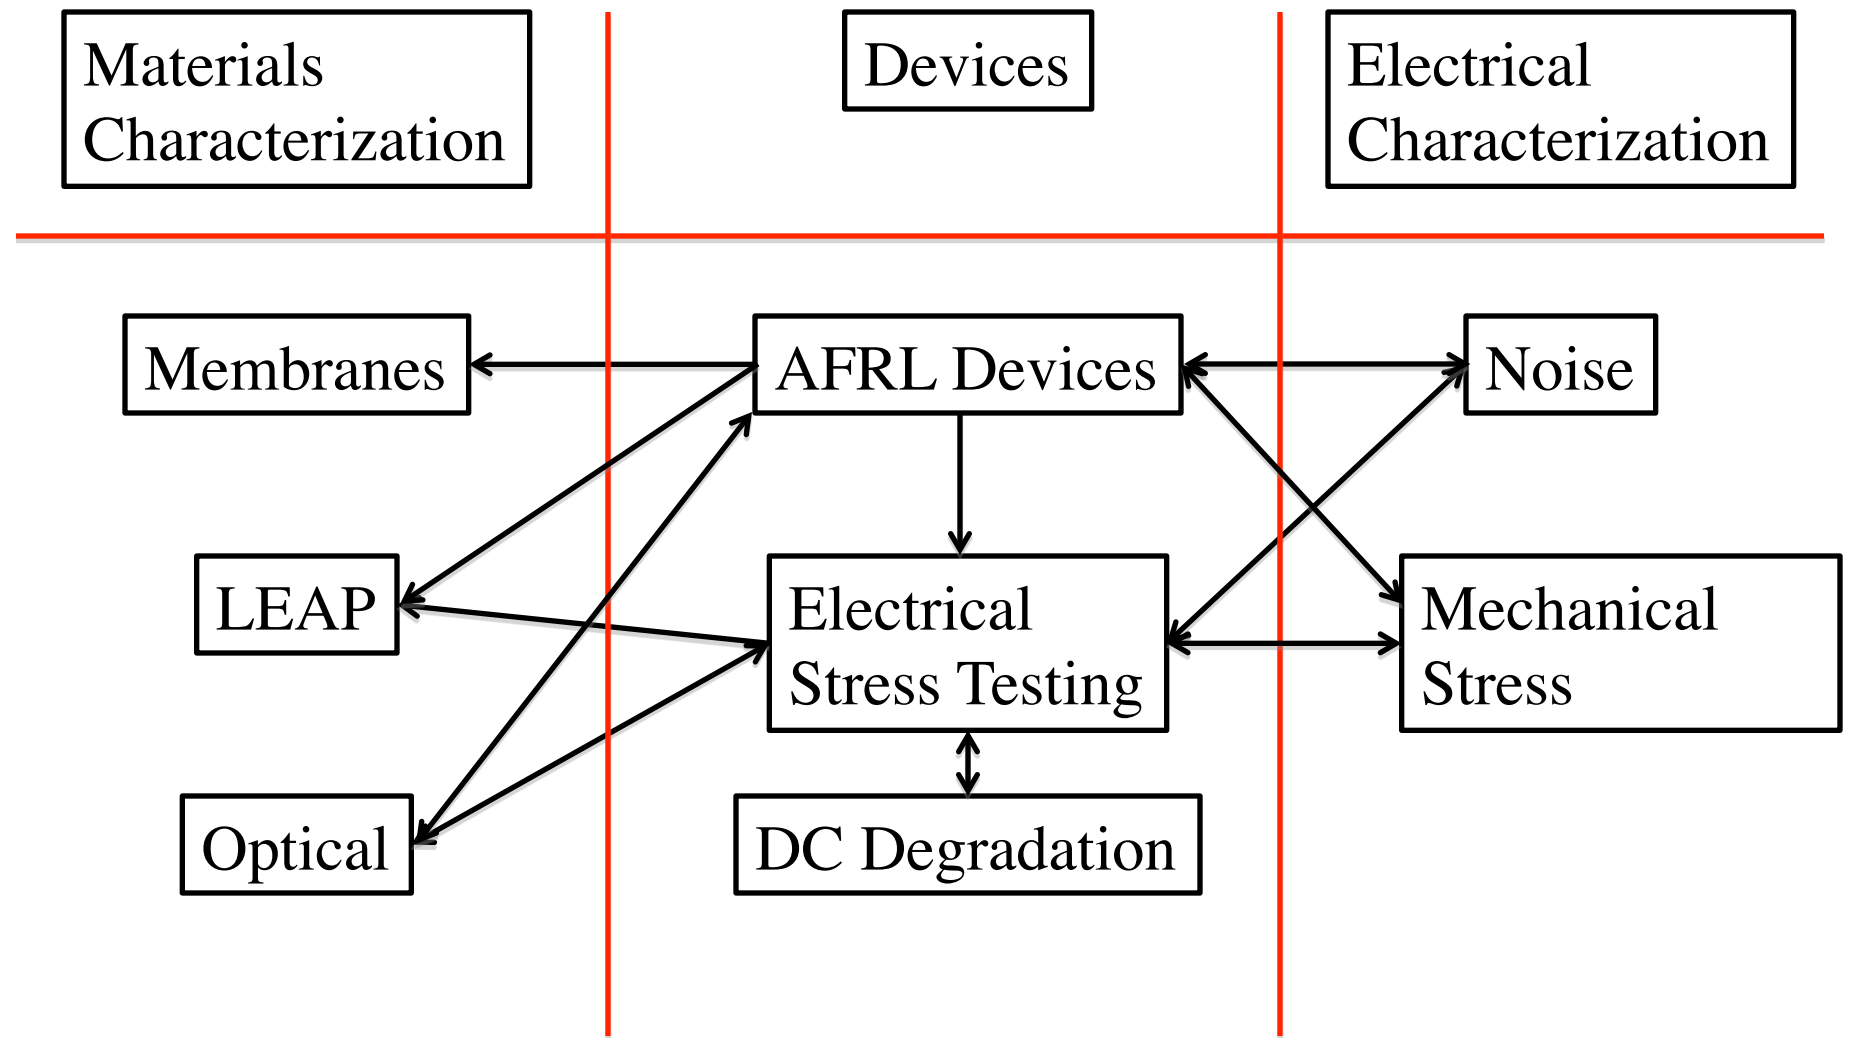 Materials
Characterization
Devices
Electrical
Characterization
Membranes
AFRL Devices
Noise
LEAP
Electrical
Stress Testing
Mechanical
Stress
Optical
DC Degradation